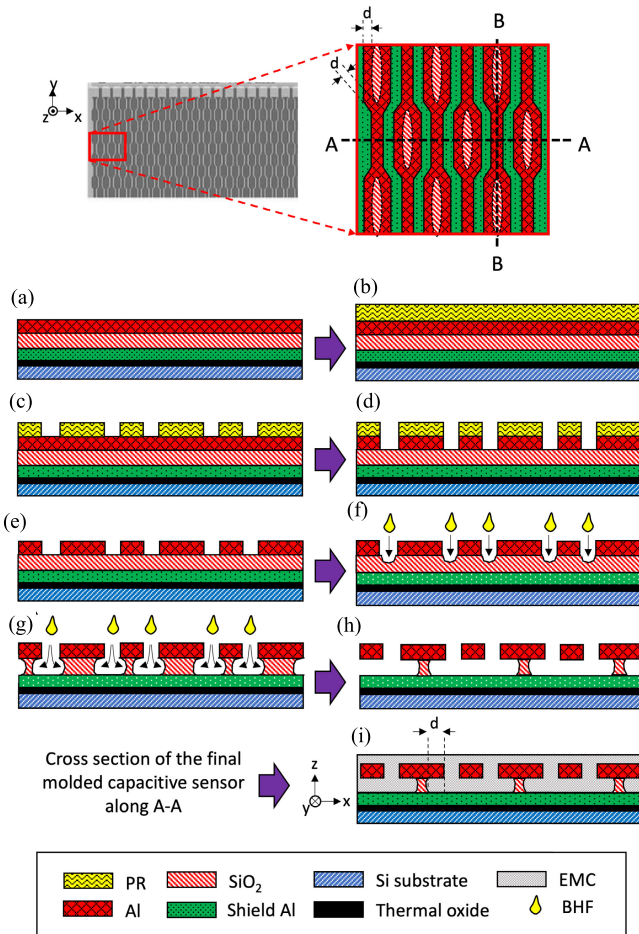 B
d
d
y
z
x
A
A
B
(a)
(b)
(c)
(d)
(e)
(f)
(g)
(h)
(i)
d
Cross section of the final
molded capacitive sensor
along A-A
z
y
x
PR
SiO₂
Si substrate
EMC
Al
Shield Al
Thermal oxide
BHF